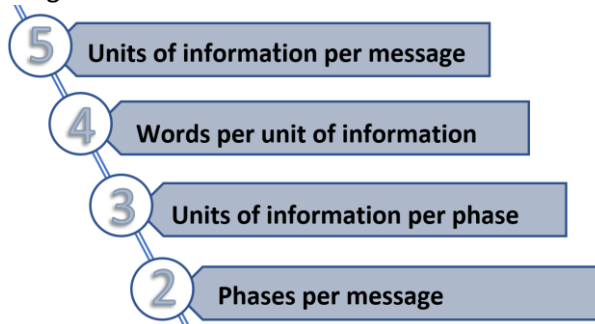 5 Units of information per message
4 Words per unit of information
3 Units of information per phase
2 Phases per message